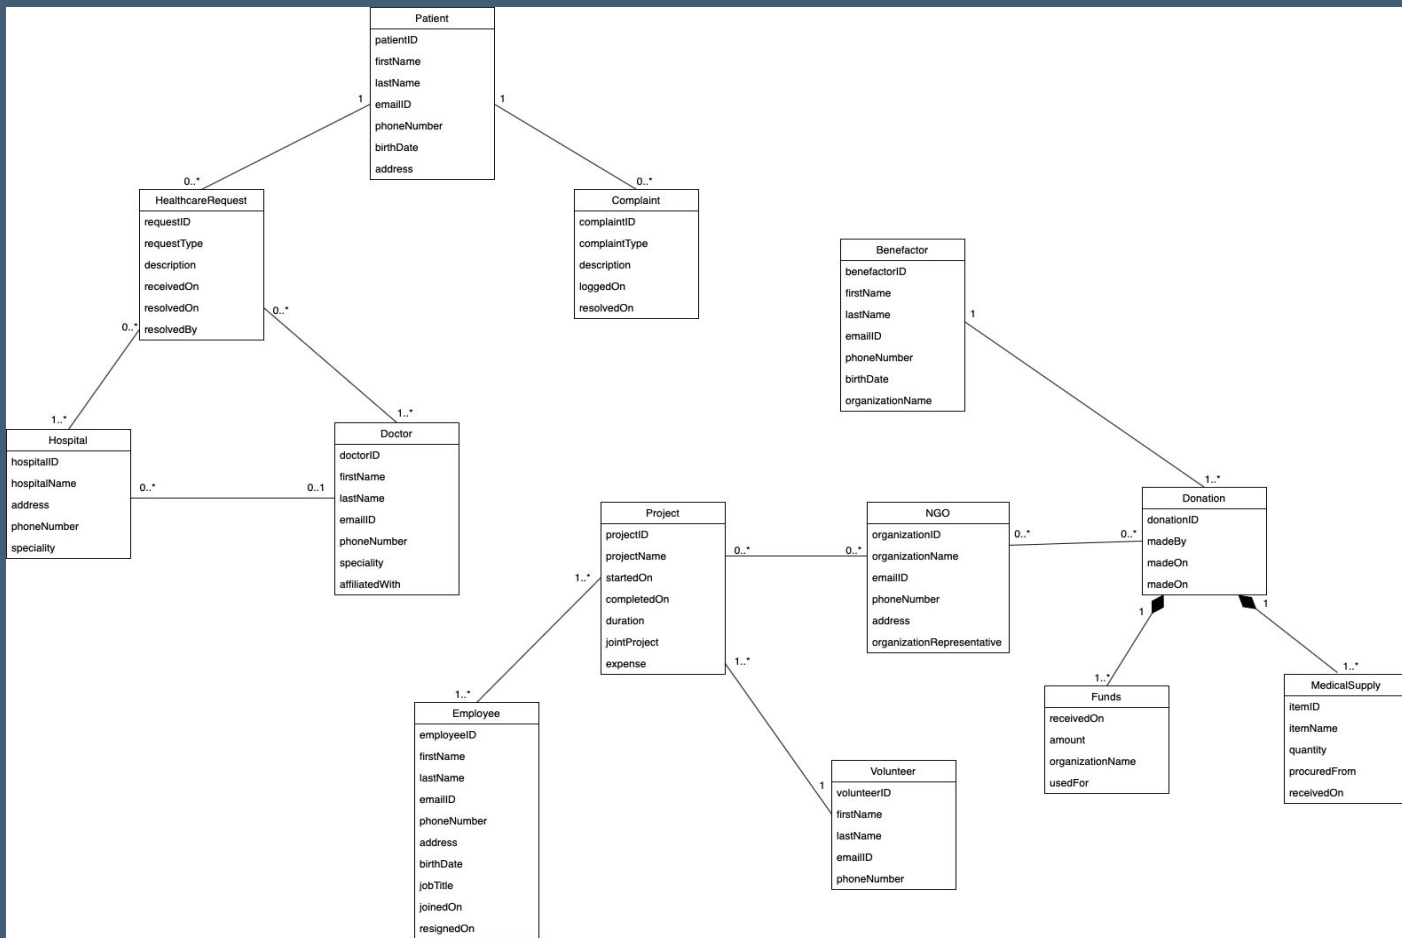 Patient
patientID
firstName
lastName
emailID
phoneNumber
birthDate
address
1
1
0..*
0..*
HealthcareRequest
requestID
requestType
description
receivedOn
resolvedOn
resolvedBy
0..*
0..*
Complaint
complaintID
complaintType
description
loggedOn
resolvedOn
Benefactor
benefactorID
firstName
lastName
emailID
phoneNumber
birthDate
organizationName
1
1..*
1..*
1..*
Hospital
hospitalID
hospitalName
address
phoneNumber
speciality
0..*
0..1
Doctor
doctorID
firstName
lastName
emailID
phoneNumber
speciality
affiliatedWith
Project
projectID
projectName
startedOn
completedOn
duration
jointProject
expense
0..*
0..*
1..*
1..*
NGO
organizationID
organizationName
emailID
phoneNumber
address
organizationRepresentative
0..*
0..*
Donation
donationID
madeBy
madeOn
madeOn
1
1
1..*
1..*
Funds
receivedOn
amount
organizationName
usedFor
MedicalSupply
itemID
itemName
quantity
procuredFrom
receivedOn
1..*
Employee
employeeID
firstName
lastName
emailID
phoneNumber
address
birthDate
jobTitle
joinedOn
resignedOn
1
Volunteer
volunteerID
firstName
lastName
emailID
phoneNumber